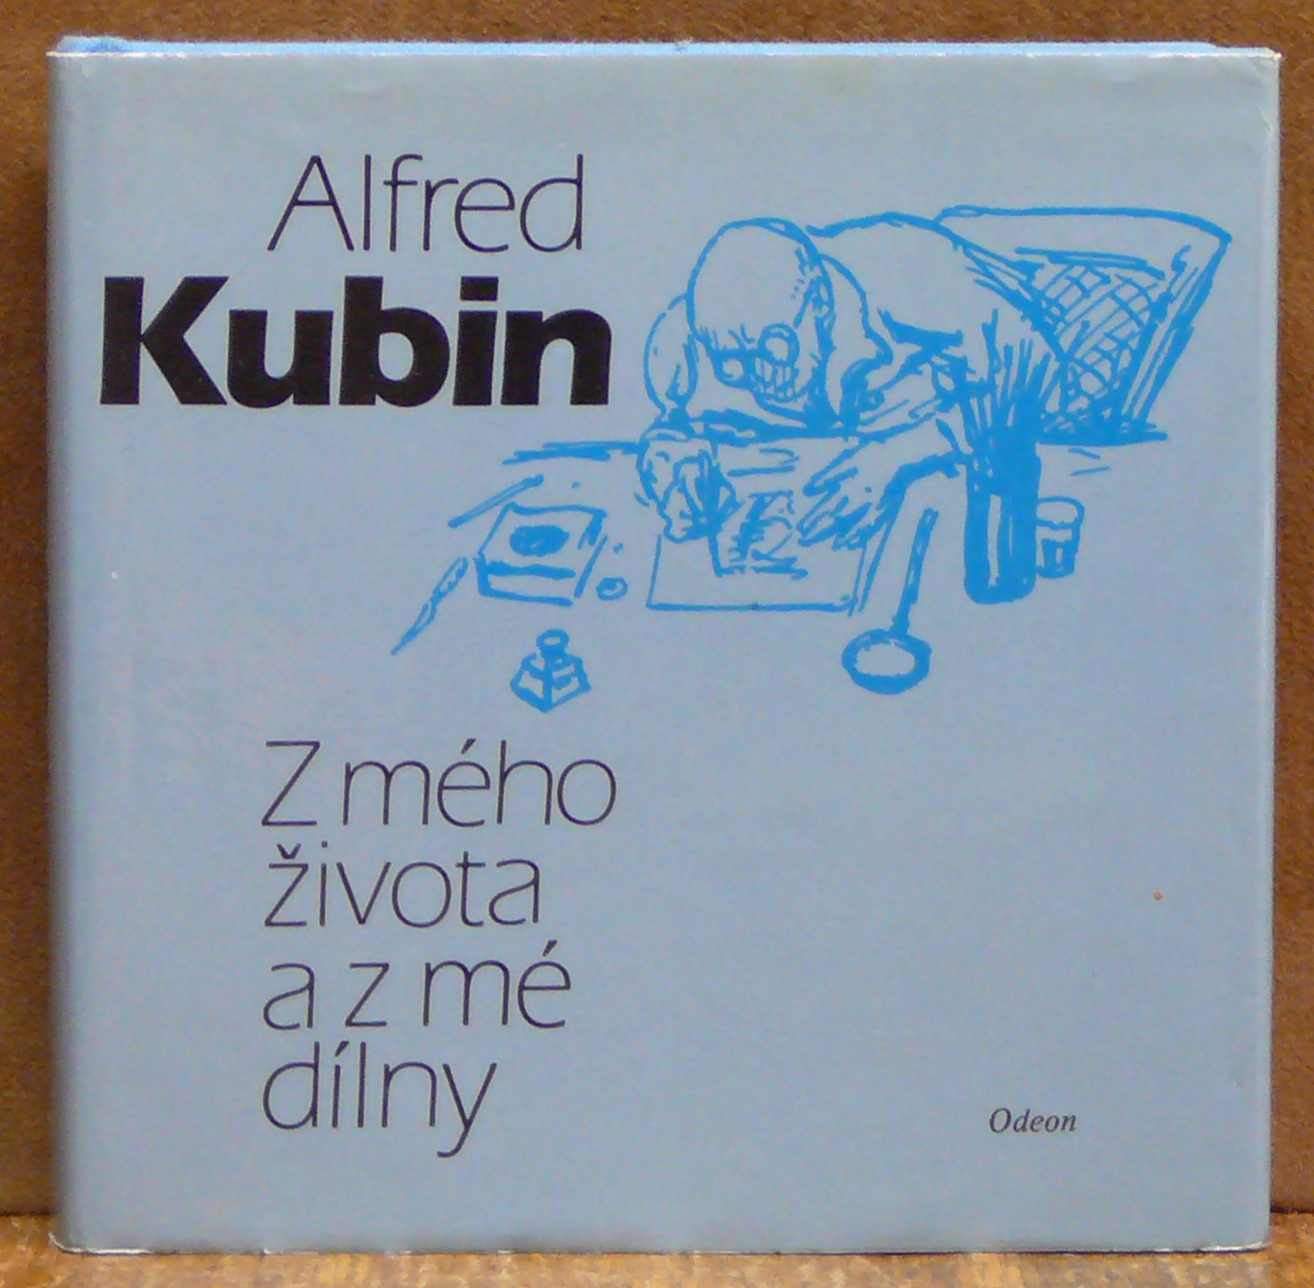 Alfred
Kubin
Z mého
života
a z mé
dílny
Odeon